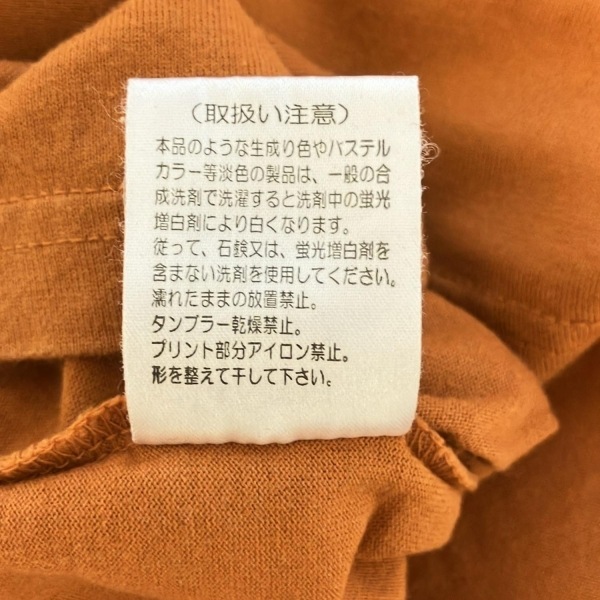 （取扱い注意）
本品のような生成り色やパステル
カラー等淡色の製品は、一般の合
成洗剤で洗濯すると洗剤中の蛍光
増白剤により白くなります。
従って、石鹸又は、蛍光増白剤を
含まない洗剤を使用してください。
濡れたままの放置禁止。
タンブラー乾燥禁止。
プリント部分アイロン禁止。
形を整えて干して下さい。